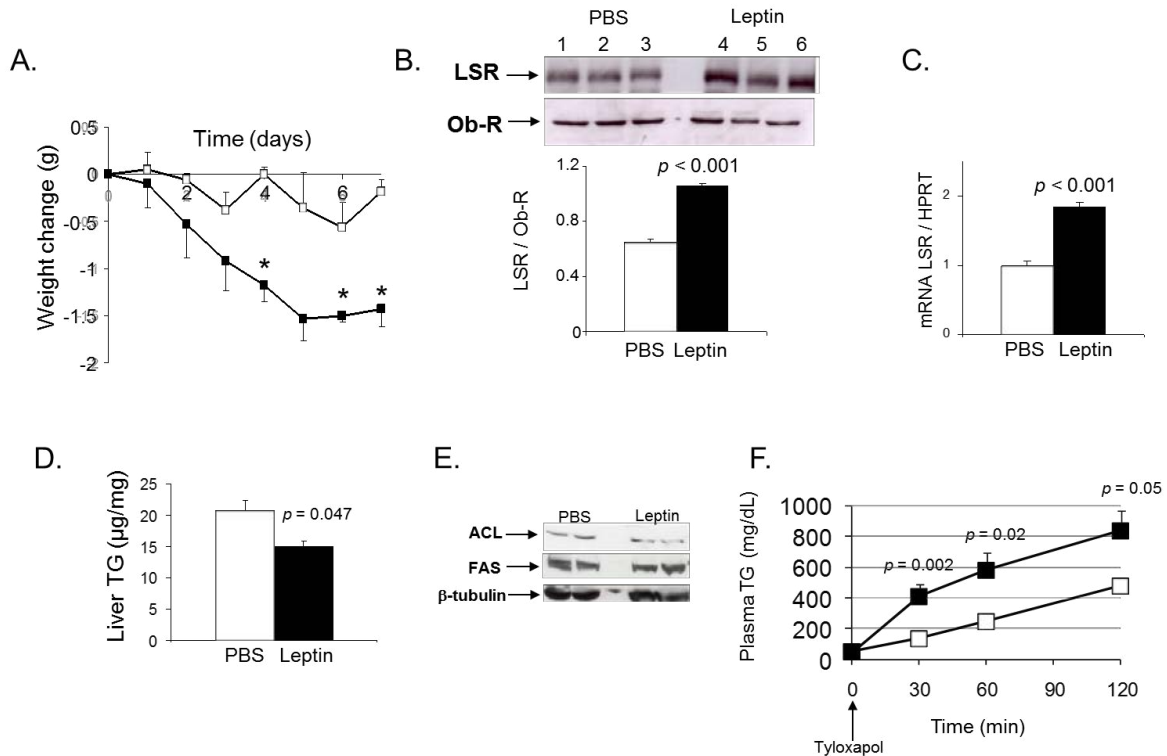 A.
Time (days)
Weight change (g)
0.5
0
-0.5
-1
-1.5
-2
0
2
4
6
*
*
*
B.
PBS
Leptin
1 2 3 4 5 6
LSR
Ob-R
p < 0.001
LSR / Ob-R
1.2
0.8
0.4
0
PBS Leptin
C.
p < 0.001
mRNA LSR / HPRT
2
1
0
PBS Leptin
D.
Liver TG (µg/mg)
25
20
15
10
5
0
p = 0.047
PBS Leptin
E.
PBS Leptin
ACL
FAS
β-tubulin
F.
Plasma TG (mg/dL)
1000
800
600
400
200
0
p = 0.002
p = 0.02
p = 0.05
0 30 60 90 120
Time (min)
Tyloxapol